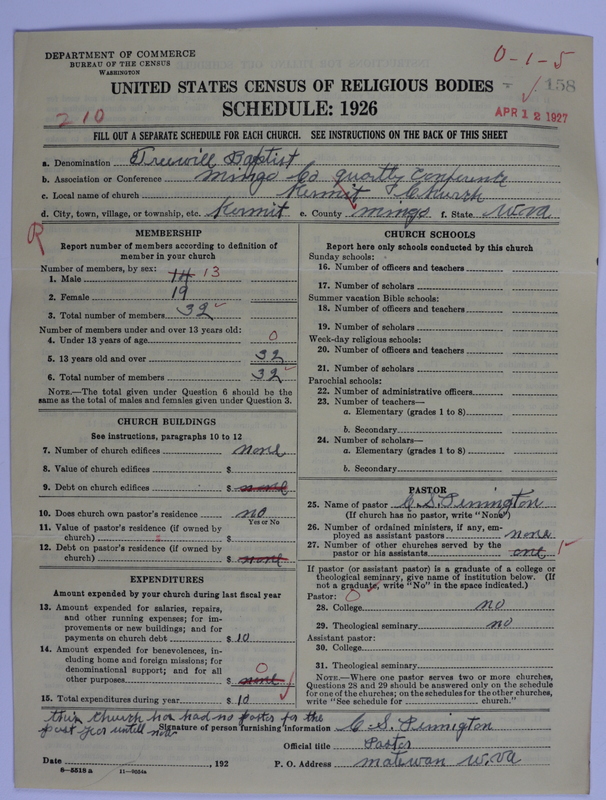 DEPARTMENT OF COMMERCE
BUREAU OF THE CENSUS
WASHINGTON
0-1-5
UNITED STATES CENSUS OF RELIGIOUS BODIES
158
SCHEDULE: 1926
APR 12 1927
210
FILL OUT A SEPARATE SCHEDULE FOR EACH CHURCH. SEE INSTRUCTIONS ON THE BACK OF THIS SHEET
a. Denomination Freewill Baptist
b. Association or Conference Mingo Co quartly Conference
c. Local name of church Kermit Church
d. City, town, village, or township, etc. Kermit e. County Mingo f. State W.va
R
MEMBERSHIP
Report number of members according to definition of
member in your church
Number of members, by sex:
1. Male 14 13
2. Female 19
3. Total number of members 32
Number of members under and over 13 years old:
4. Under 13 years of age 0
5. 13 years old and over 32
6. Total number of members 32
NOTE.—The total given under Question 6 should be
the same as the total of males and females given under Question 3.
CHURCH BUILDINGS
See instructions, paragraphs 10 to 12
7. Number of church edifices none
8. Value of church edifices $
9. Debt on church edifices $ none
10. Does church own pastor's residence no
Yes or No
11. Value of pastor's residence (if owned by
church) $
12. Debt on pastor's residence (if owned by
church) $ none
EXPENDITURES
Amount expended by your church during last fiscal year
13. Amount expended for salaries, repairs,
and other running expenses; for im-
provements or new buildings; and for
payments on church debt $ 10
14. Amount expended for benevolences, in-
cluding home and foreign missions; for
denominational support; and for all
other purposes $ none 0
15. Total expenditures during year $ 10
CHURCH SCHOOLS
Report here only schools conducted by this church
Sunday schools:
16. Number of officers and teachers
17. Number of scholars
Summer vacation Bible schools:
18. Number of officers and teachers
19. Number of scholars
Week-day religious schools:
20. Number of officers and teachers
21. Number of scholars
Parochial schools:
22. Number of administrative officers
23. Number of teachers—
a. Elementary (grades 1 to 8)
b. Secondary
24. Number of scholars—
a. Elementary (grades 1 to 8)
b. Secondary
PASTOR
25. Name of pastor C. S. Pennington
(If church has no pastor, write "None")
26. Number of ordained ministers, if any, em-
ployed as assistant pastors none
27. Number of other churches served by the
pastor or his assistants one 1
If pastor (or assistant pastor) is a graduate of a college or
theological seminary, give name of institution below. (If
not a graduate, write "No" in the space indicated.)
Pastor: 0
28. College no
29. Theological seminary no
Assistant pastor:
30. College
31. Theological seminary
NOTE.—Where one pastor serves two or more churches,
Questions 28 and 29 should be answered only on the schedule
for one of the churches; on the schedules for the other churches,
write "See schedule for church."
this church has had no pastor for the
past year untill now
Signature of person furnishing information C. S. Pennington
Official title Pastor
Date , 192
P. O. Address Matewan W.va
8—5518 a 11—9034a